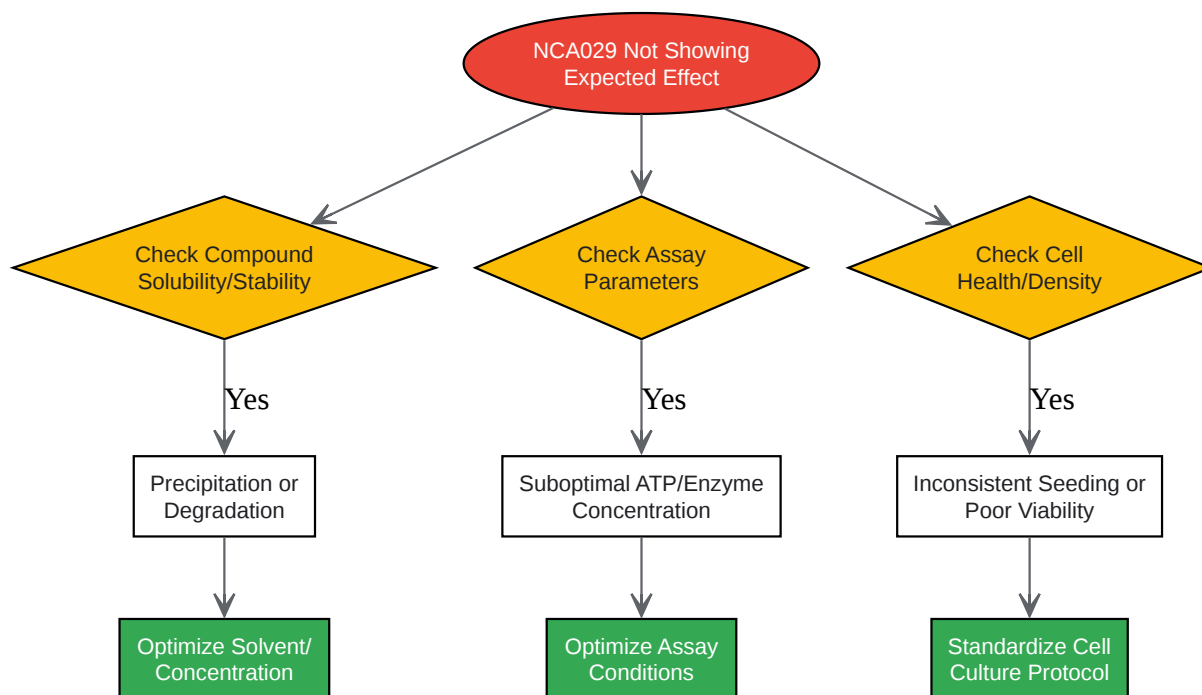 NCA029 Not Showing
Expected Effect
Check Compound
Solubility/Stability
Check Assay
Parameters
Check Cell
Health/Density
Yes
Yes
Yes
Precipitation or
Degradation
Suboptimal ATP/Enzyme
Concentration
Inconsistent Seeding or
Poor Viability
Optimize Solvent/
Concentration
Optimize Assay
Conditions
Standardize Cell
Culture Protocol